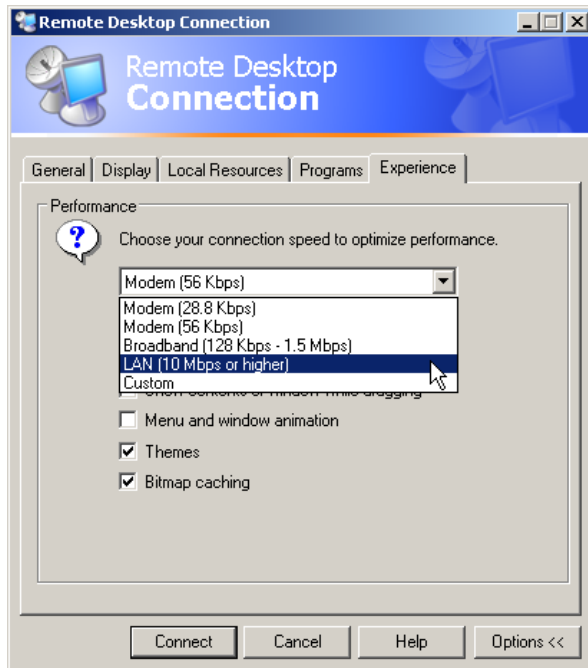 Remote Desktop Connection
Remote Desktop
Connection
General Display Local Resources Programs Experience
Performance
Choose your connection speed to optimize performance.
Modem (56 Kbps)
Modem (28.8 Kbps)
Modem (56 Kbps)
Broadband (128 Kbps - 1.5 Mbps)
LAN (10 Mbps or higher)
Custom
Menu and window animation
Themes
Bitmap caching
Connect Cancel Help Options <<